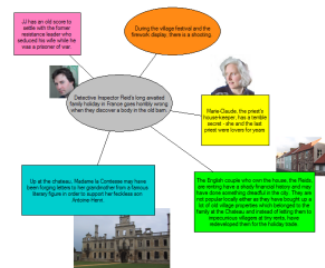 JJ has an old score to
settle with the former
resistance leader who
seduced his wife while he
was a prisoner of war.
During the village festival and the
firework display, there is a shooting.
Detective Inspector Reid's long awaited
family holiday in France goes horribly wrong
when they discover a body in the old barn.
Marie-Claude, the priest's
house-keeper, has a terrible
secret - she and the last
priest were lovers for years
Up at the chateau, Madame la Comtesse may have
been forging letters to her grandmother from a famous
literary figure in order to support her feckless son
Antoine-Henri.
The English couple who own the house, the Reids
are renting have a shady financial history and may
have done something dreadful in the city. They are
not popular locally either as they have bought up a
lot of old village properties which belonged to the
family at the Chateau and instead of letting them to
impecunious villagers at tiny rents, have
redeveloped them for the holiday trade.